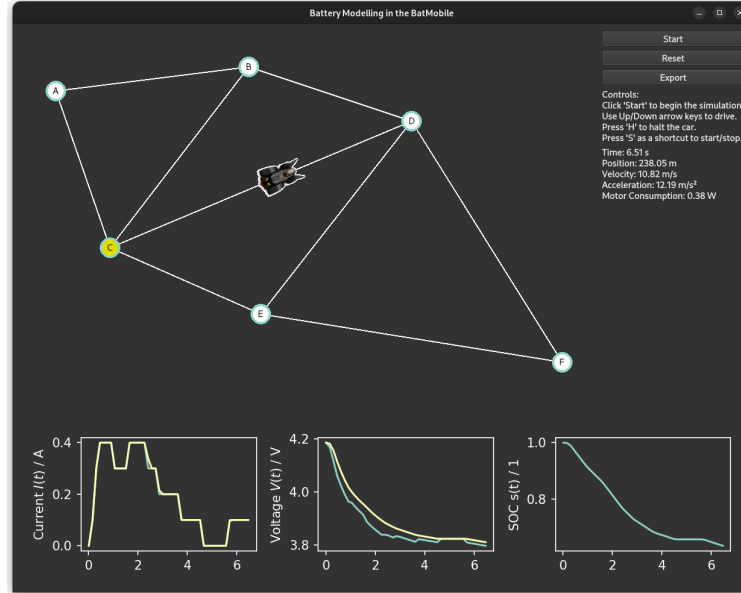 Battery Modelling in the BatMobile
Start
Reset
Export
Controls:
Click 'Start' to begin the simulation
Use Up/Down arrow keys to drive.
Press 'H' to halt the car.
Press 'S' as a shortcut to start/stop.
Time: 6.51 s
Position: 238.05 m
Velocity: 10.82 m/s
Acceleration: 12.19 m/s²
Motor Consumption: 0.38 W
A
B
D
C
E
F
Current I(t) / A
0.4
0.2
0.0
0 2 4 6
Voltage V(t) / V
4.2
4.0
3.8
0 2 4 6
SOC s(t) / 1
1.0
0.8
0 2 4 6